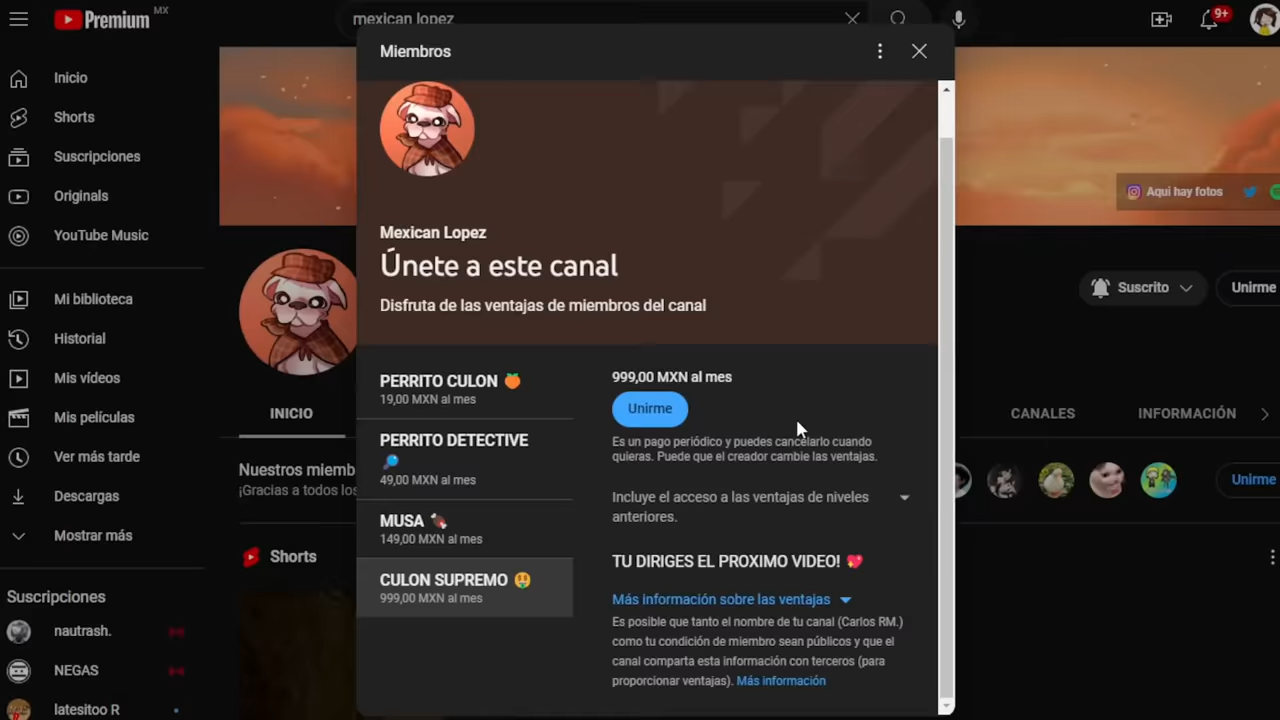 Premium MX
mexican lopez
9+
Inicio
Shorts
Suscripciones
Originals
YouTube Music
Mi biblioteca
Historial
Mis vídeos
Mis películas
Ver más tarde
Descargas
Mostrar más
Suscripciones
nautrash.
NEGAS
latesitoo R
Aqui hay fotos
Suscrito
Unirme
INICIO
CANALES
INFORMACIÓN
Nuestros miemb
¡Gracias a todos los
Unirme
Shorts
Miembros
Mexican Lopez
Únete a este canal
Disfruta de las ventajas de miembros del canal
PERRITO CULON 🍊
19,00 MXN al mes
PERRITO DETECTIVE
🔎
49,00 MXN al mes
MUSA 🍫
149,00 MXN al mes
CULON SUPREMO 🤑
999,00 MXN al mes
999,00 MXN al mes
Unirme
Es un pago periódico y puedes cancelarlo cuando
quieras. Puede que el creador cambie las ventajas.
Incluye el acceso a las ventajas de niveles
anteriores.
TU DIRIGES EL PROXIMO VIDEO! 💖
Más información sobre las ventajas
Es posible que tanto el nombre de tu canal (Carlos RM.)
como tu condición de miembro sean públicos y que el
canal comparta esta información con terceros (para
proporcionar ventajas). Más información